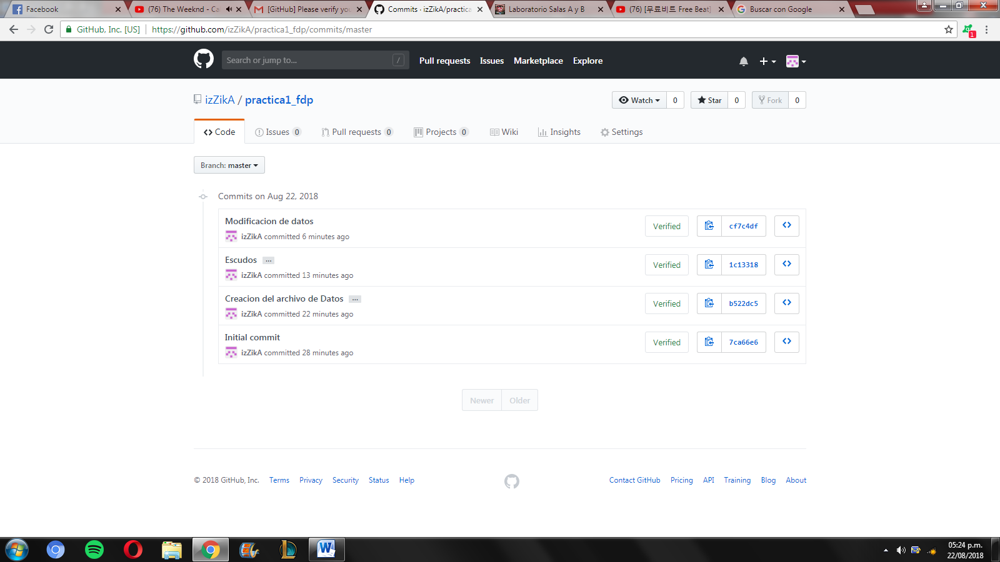 Facebook
(76) The Weeknd - Ca
[GitHub] Please verify you
Commits · izZikA/practica
Laboratorio Salas A y B
(76) [무료비트 Free Beat]
Buscar con Google
GitHub, Inc. [US]
https://github.com/izZikA/practica1_fdp/commits/master
1
Search or jump to...
/
Pull requests
Issues
Marketplace
Explore
izZikA / practica1_fdp
Watch
0
Star
0
Fork
0
Code
Issues 0
Pull requests 0
Projects 0
Wiki
Insights
Settings
Branch: master
Commits on Aug 22, 2018
Modificacion de datos
izZikA committed 6 minutes ago
Verified
cf7c4df
Escudos ...
izZikA committed 13 minutes ago
Verified
1c13318
Creacion del archivo de Datos ...
izZikA committed 22 minutes ago
Verified
b522dc5
Initial commit
izZikA committed 28 minutes ago
Verified
7ca66e6
Newer
Older
© 2018 GitHub, Inc.
Terms
Privacy
Security
Status
Help
Contact GitHub
Pricing
API
Training
Blog
About
05:24 p.m.
22/08/2018